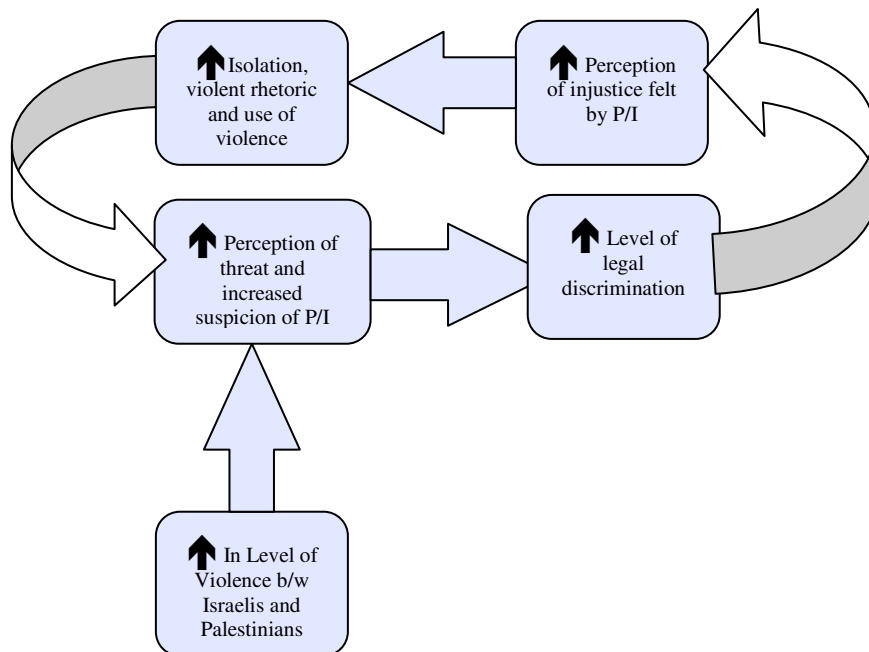 Isolation,
violent rhetoric
and use of
violence
Perception
of injustice felt
by P/I
Perception of
threat and
increased
suspicion of P/I
Level of
legal
discrimination
In Level of
Violence b/w
Israelis and
Palestinians